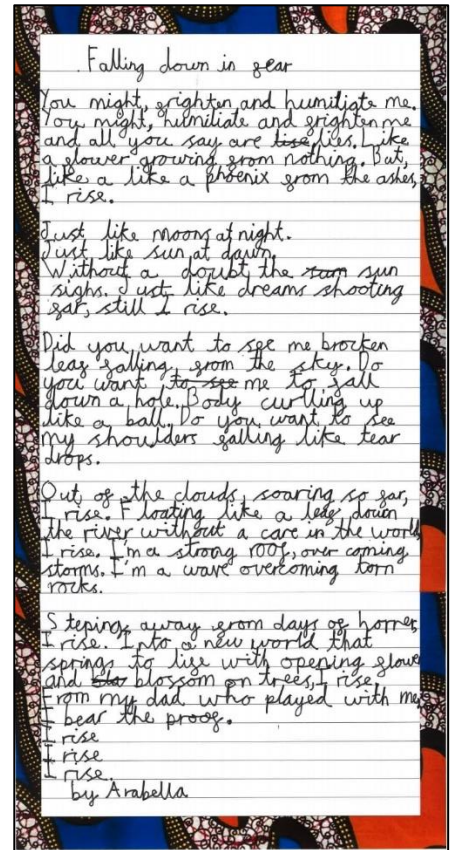 Falling down in fear
You might, frighten and humiliate me.
You might, humiliate and frighten me
and all you say are lise lies. Like
a flower growing from nothing. But,
like a like a phoenix from the ashes,
I rise.
Just like moons at night.
Just like sun at dawn.
Without a doubt the sun
sighs. Just like dreams shooting
far, still I rise.
Did you want to see me brocken
leaf falling, from the sky. Do
you want to see me to fall
down a hole. Body curlling up
like a ball. Do you want to see
my shoulders falling like tear
drops.
Out of the clouds, soaring so far,
I rise. Floating like a leaf down
the river without a care in the world
I rise. I'm a strong roof, over coming
storms. I'm a wave overcoming torn
rocks.
Steping away from days of horrer,
I rise. Into a new world that
springs to life with opening flower
and blossom on trees, I rise.
From my dad who played with me,
I bear the proof.
I rise
I rise
I rise.
by Arabella